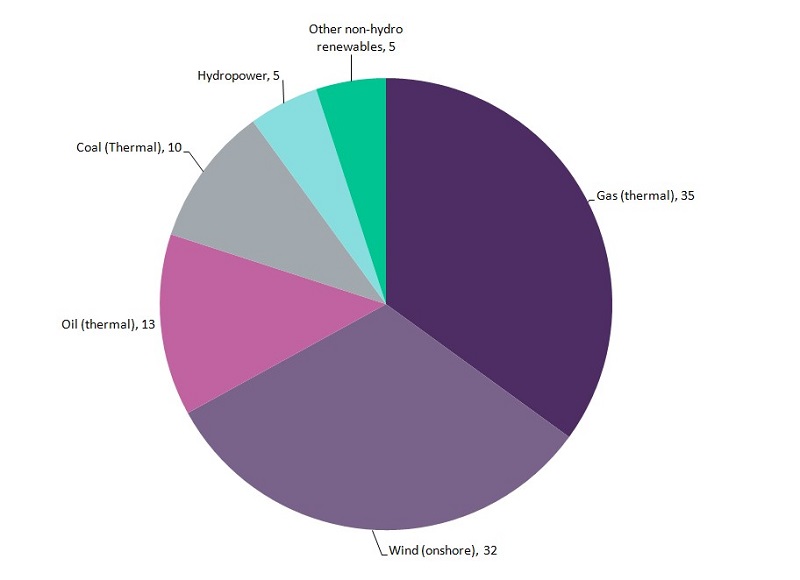 Other non-hydro
renewables, 5
Hydropower, 5
Coal (Thermal), 10
Gas (thermal), 35
Oil (thermal), 13
Wind (onshore), 32